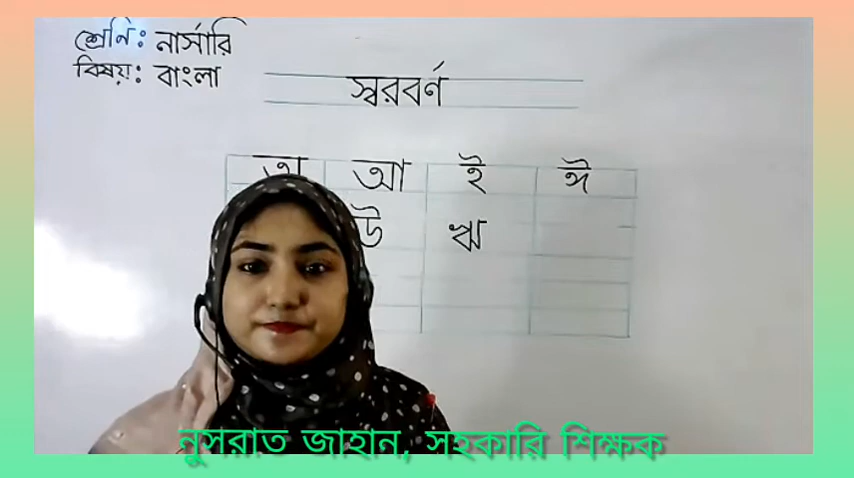 শ্রেণি: নার্সারি
বিষয়: বাংলা
স্বরবর্ণ
অ আ ই ঈ
ঊ ঋ
নুসরাত জাহান, সহকারি শিক্ষক